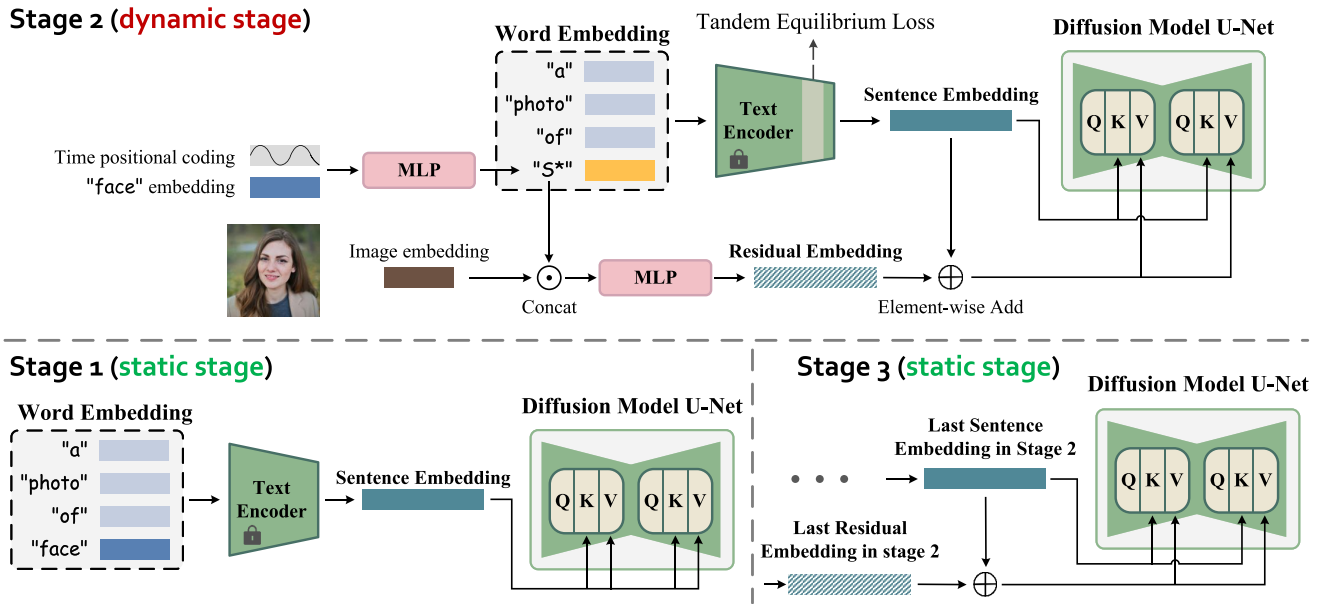 Stage 2 (dynamic stage)
Tandem Equilibrium Loss
Word Embedding
Diffusion Model U-Net
"a"
"photo"
"of"
"S*"
Text
Encoder
Sentence Embedding
Q K V Q K V
Time positional coding
"face" embedding
MLP
Image embedding
Concat
MLP
Residual Embedding
Element-wise Add
Stage 1 (static stage)
Word Embedding
"a"
"photo"
"of"
"face"
Text
Encoder
Sentence Embedding
Diffusion Model U-Net
Q K V Q K V
Stage 3 (static stage)
Diffusion Model U-Net
Last Sentence
Embedding in Stage 2
Q K V Q K V
Last Residual
Embedding in stage 2